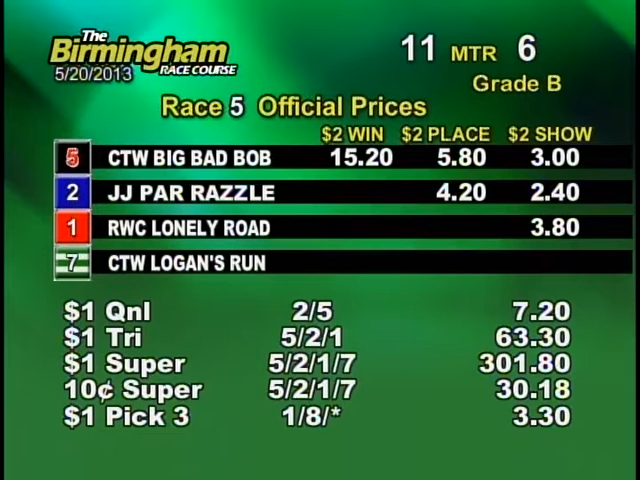 The
Birmingham
RACE COURSE
5/20/2013
11 MTR 6
Grade B
Race 5 Official Prices
$2 WIN $2 PLACE $2 SHOW
5 CTW BIG BAD BOB 15.20 5.80 3.00
2 JJ PAR RAZZLE 4.20 2.40
1 RWC LONELY ROAD 3.80
7 CTW LOGAN'S RUN
$1 Qnl 2/5 7.20
$1 Tri 5/2/1 63.30
$1 Super 5/2/1/7 301.80
10¢ Super 5/2/1/7 30.18
$1 Pick 3 1/8/* 3.30